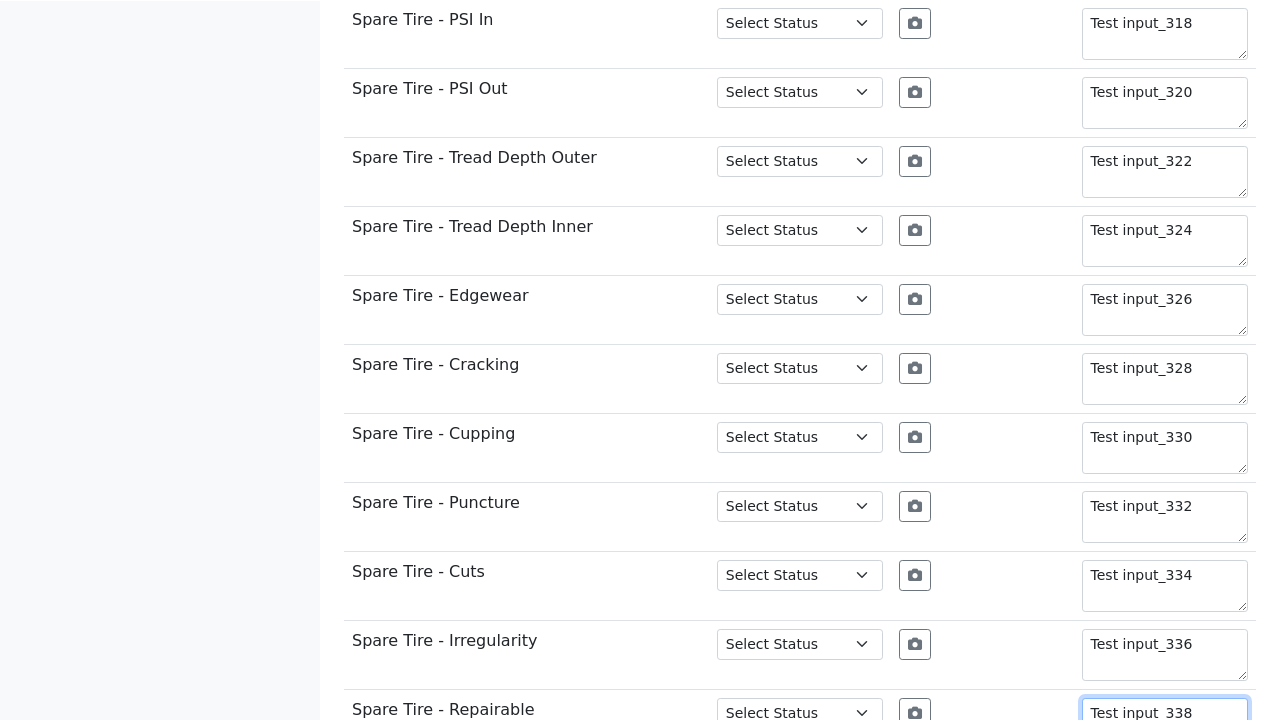 Spare Tire - PSI In Select Status Test input_318
Spare Tire - PSI Out Select Status Test input_320
Spare Tire - Tread Depth Outer Select Status Test input_322
Spare Tire - Tread Depth Inner Select Status Test input_324
Spare Tire - Edgewear Select Status Test input_326
Spare Tire - Cracking Select Status Test input_328
Spare Tire - Cupping Select Status Test input_330
Spare Tire - Puncture Select Status Test input_332
Spare Tire - Cuts Select Status Test input_334
Spare Tire - Irregularity Select Status Test input_336
Spare Tire - Repairable Select Status Test input_338